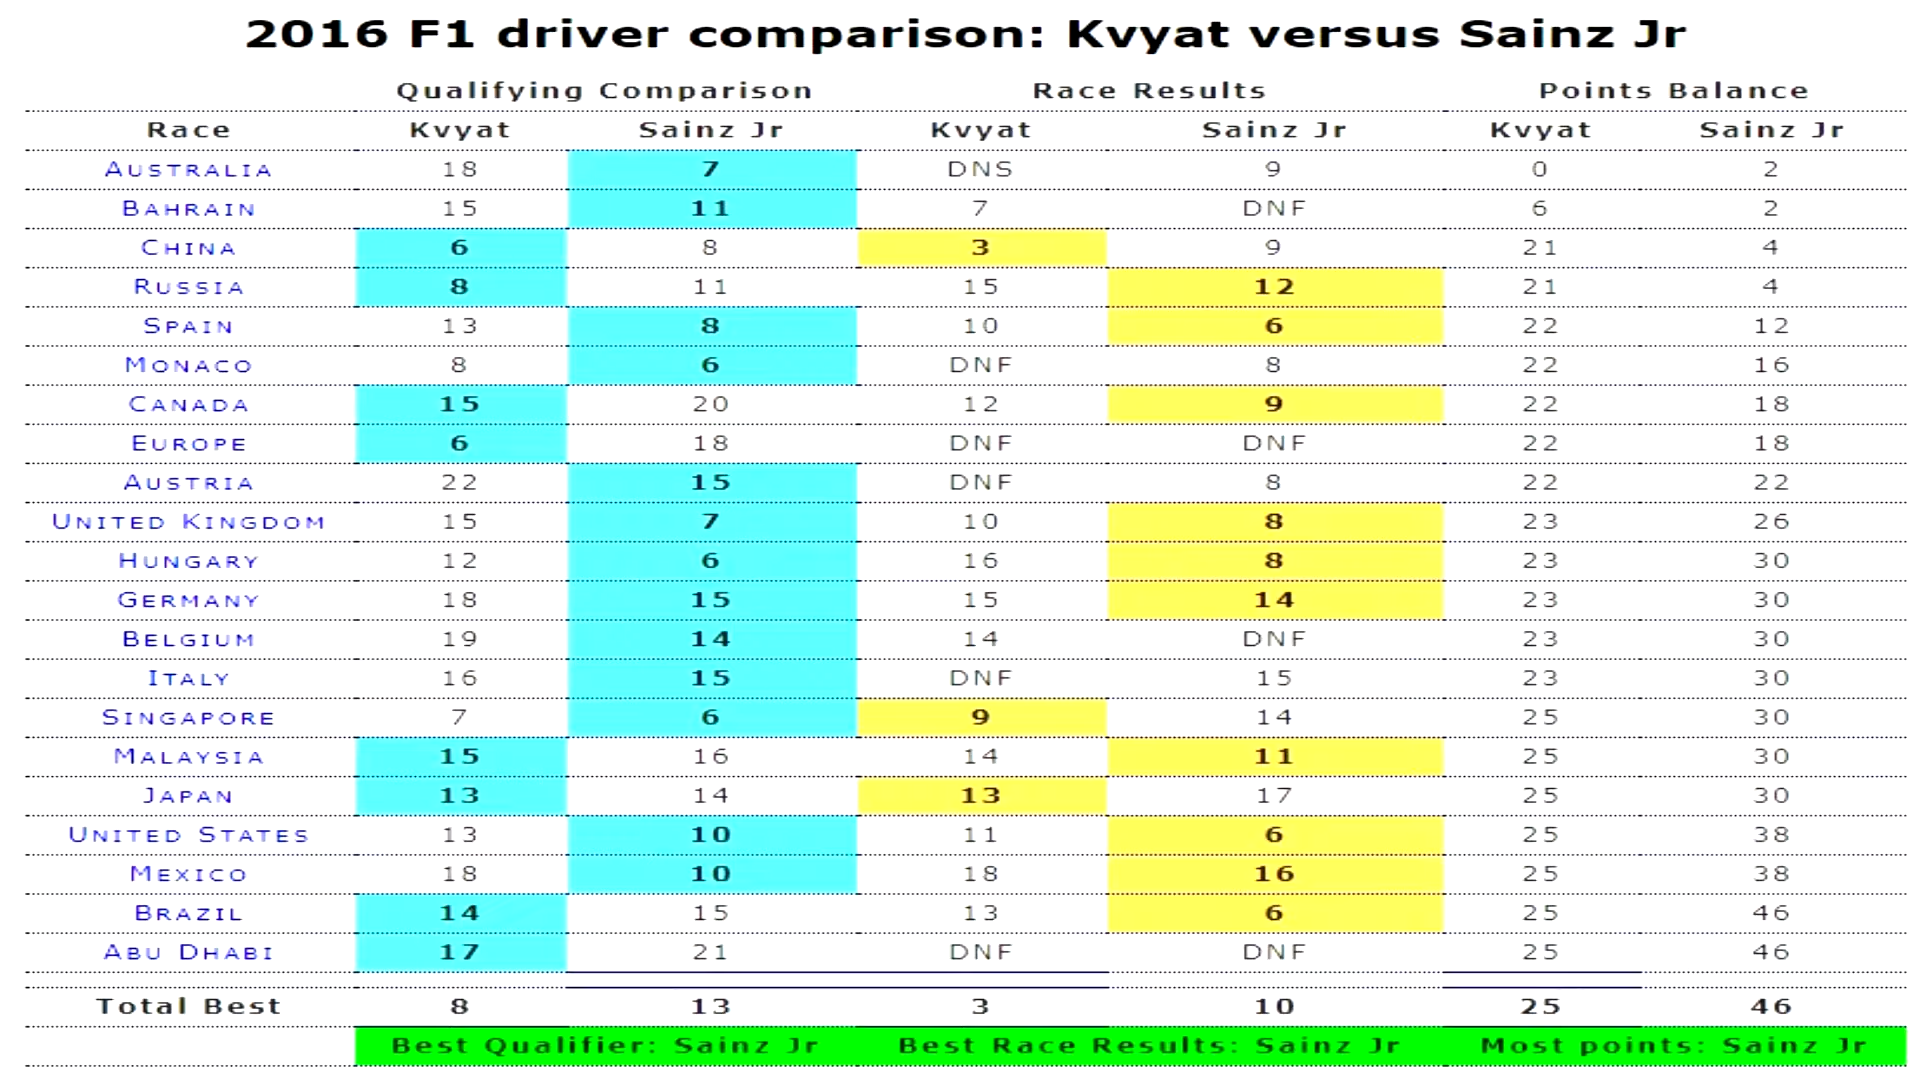 2016 F1 driver comparison: Kvyat versus Sainz Jr
Qualifying Comparison Race Results Points Balance
Race Kvyat Sainz Jr Kvyat Sainz Jr Kvyat Sainz Jr
AUSTRALIA 18 7 DNS 9 0 2
BAHRAIN 15 11 7 DNF 6 2
CHINA 6 8 3 9 21 4
RUSSIA 8 11 15 12 21 4
SPAIN 13 8 10 6 22 12
MONACO 8 6 DNF 8 22 16
CANADA 15 20 12 9 22 18
EUROPE 6 18 DNF DNF 22 18
AUSTRIA 22 15 DNF 8 22 22
UNITED KINGDOM 15 7 10 8 23 26
HUNGARY 12 6 16 8 23 30
GERMANY 18 15 15 14 23 30
BELGIUM 19 14 14 DNF 23 30
ITALY 16 15 DNF 15 23 30
SINGAPORE 7 6 9 14 25 30
MALAYSIA 15 16 14 11 25 30
JAPAN 13 14 13 17 25 30
UNITED STATES 13 10 11 6 25 38
MEXICO 18 10 18 16 25 38
BRAZIL 14 15 13 6 25 46
ABU DHABI 17 21 DNF DNF 25 46
Total Best 8 13 3 10 25 46
Best Qualifier: Sainz Jr Best Race Results: Sainz Jr Most points: Sainz Jr